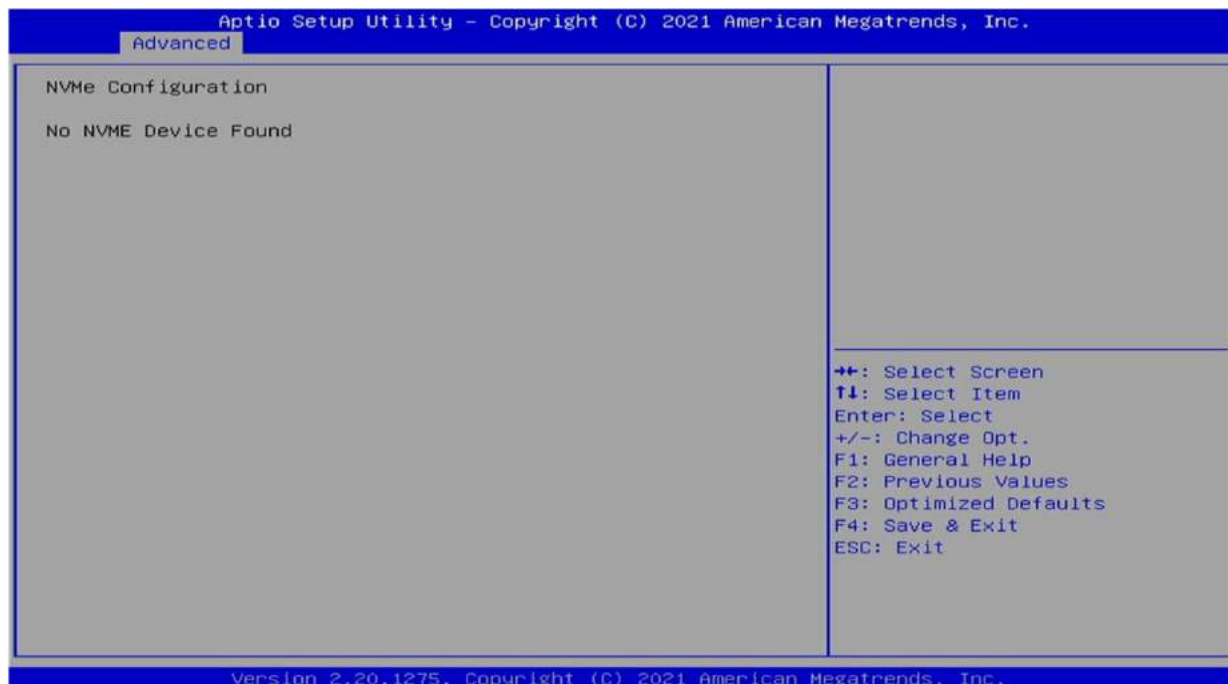 Aptio Setup Utility – Copyright (C) 2021 American Megatrends, Inc.
Advanced
NVMe Configuration
No NVME Device Found
→←: Select Screen
↑↓: Select Item
Enter: Select
+/-: Change Opt.
F1: General Help
F2: Previous Values
F3: Optimized Defaults
F4: Save & Exit
ESC: Exit
Version 2.20.1275. Copyright (C) 2021 American Megatrends, Inc.